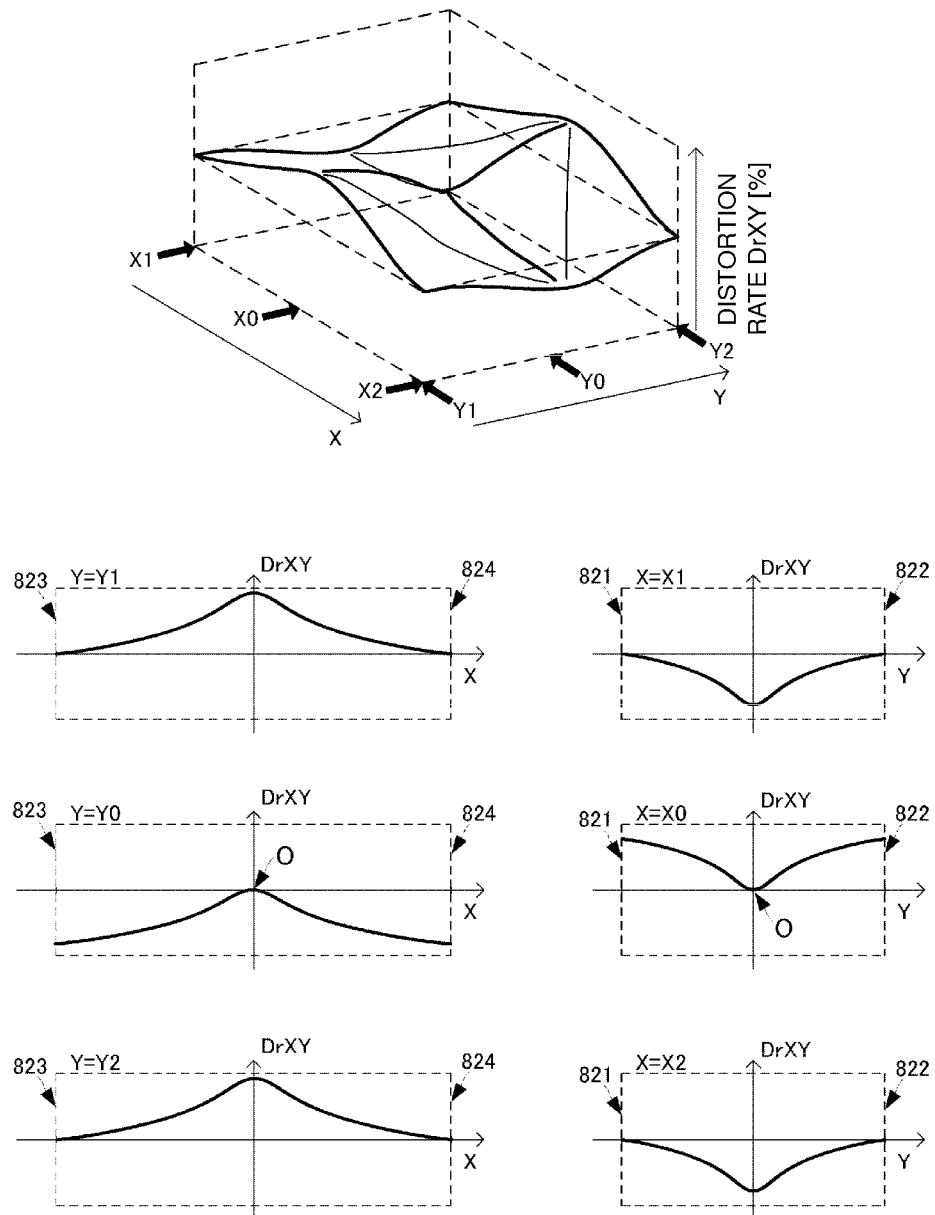 DISTORTION
RATE DrXY [%]
X1
X0
X2
Y1
Y0
Y2
X
Y
823
Y=Y1
DrXY
824
X
821
X=X1
DrXY
822
Y
823
Y=Y0
DrXY
824
O
X
821
X=X0
DrXY
822
O
Y
823
Y=Y2
DrXY
824
X
821
X=X2
DrXY
822
Y